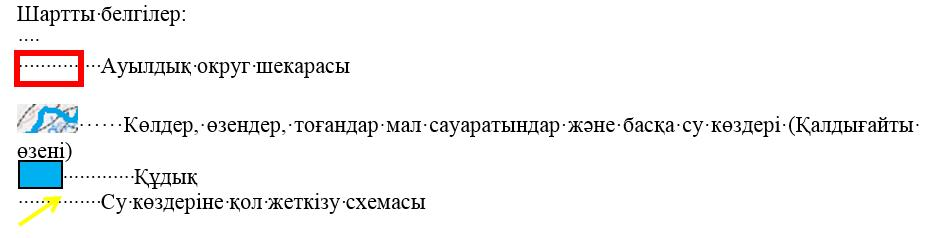 Шартты белгілер:
Ауылдық округ шекарасы
Көлдер, өзендер, тоғандар мал сауаратындар және басқа су көздері (Қалдығайты
өзені)
Құдық
Су көздеріне қол жеткізу схемасы